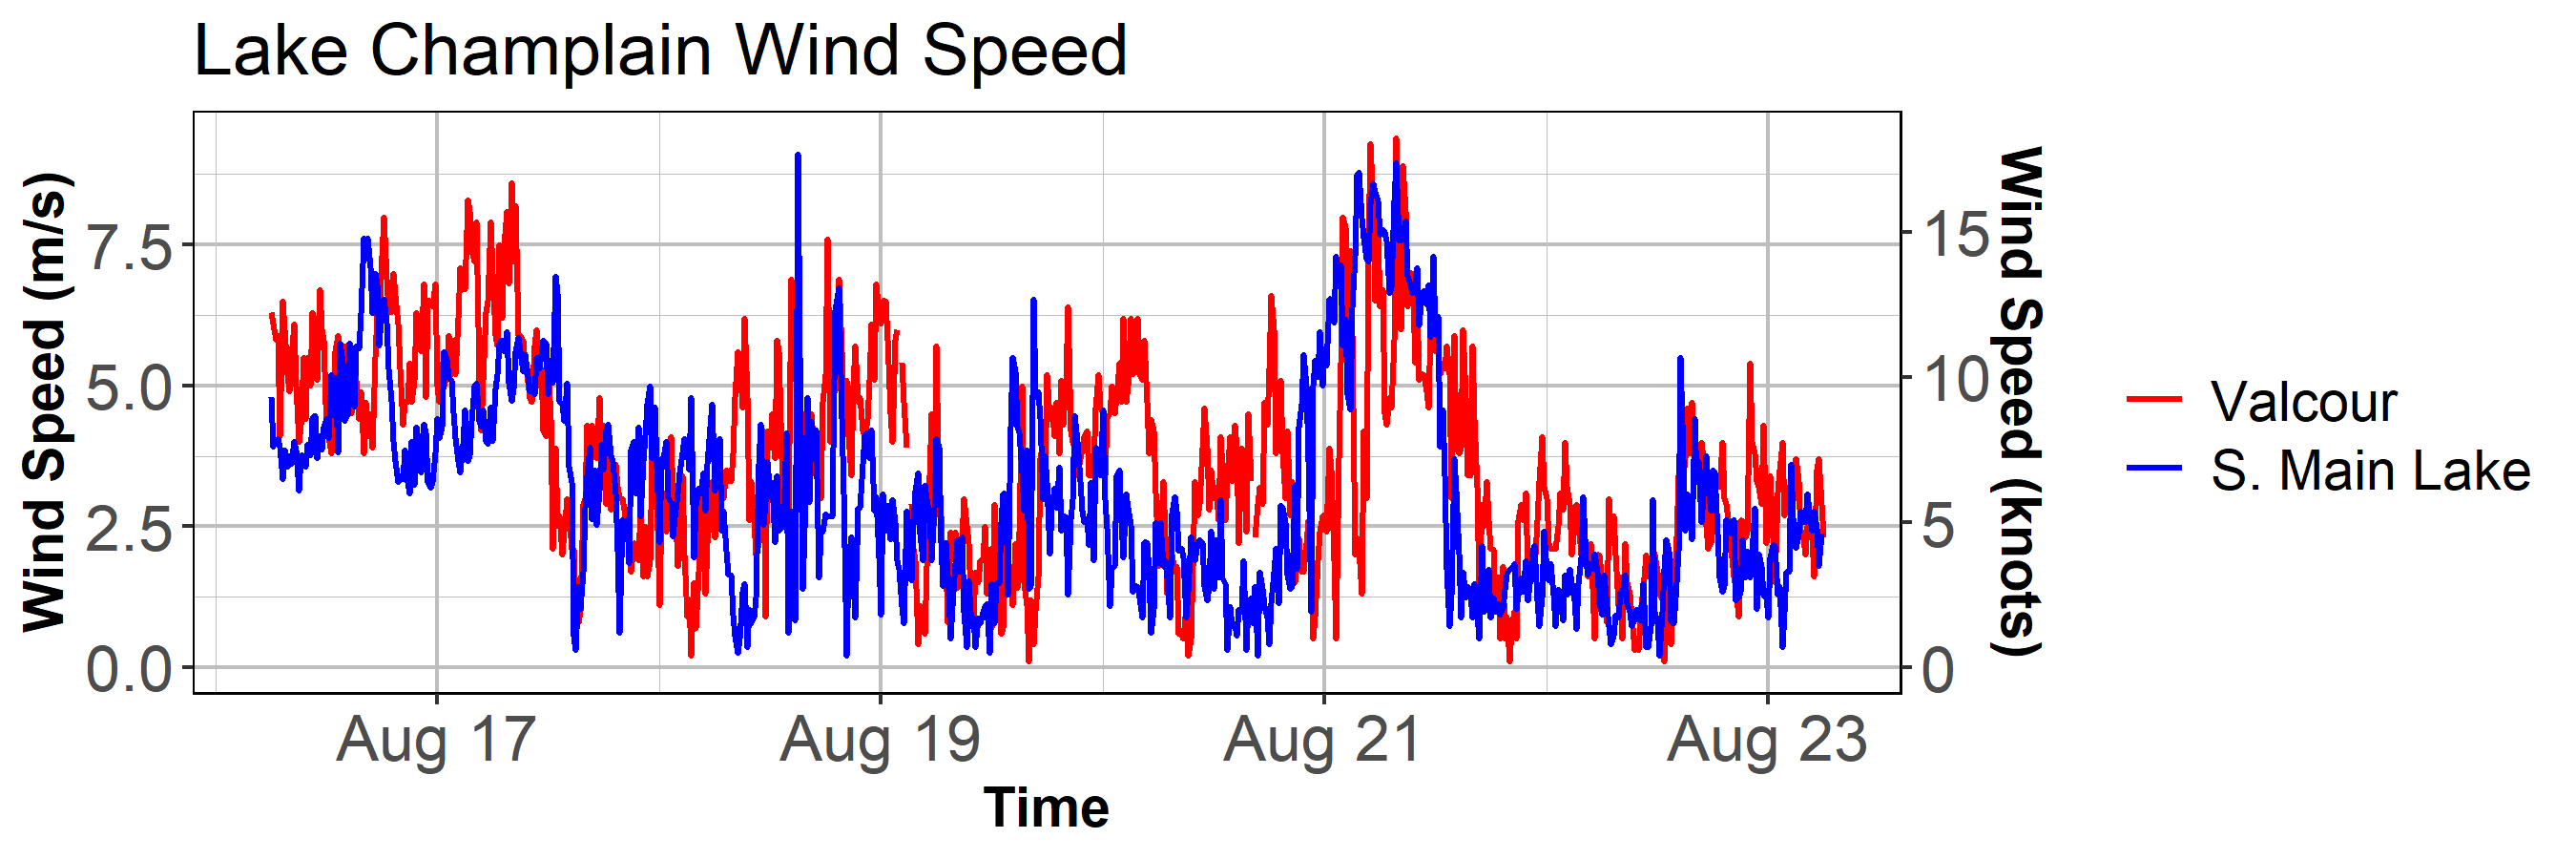 Lake Champlain Wind Speed
Wind Speed (m/s)
7.5
5.0
2.5
0.0
15
10
5
0
Wind Speed (knots)
Aug 17
Aug 19
Aug 21
Aug 23
Time
Valcour
S. Main Lake